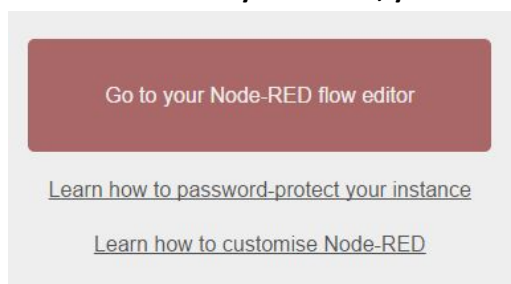 Go to your Node-RED flow editor
Learn how to password-protect your instance
Learn how to customise Node-RED